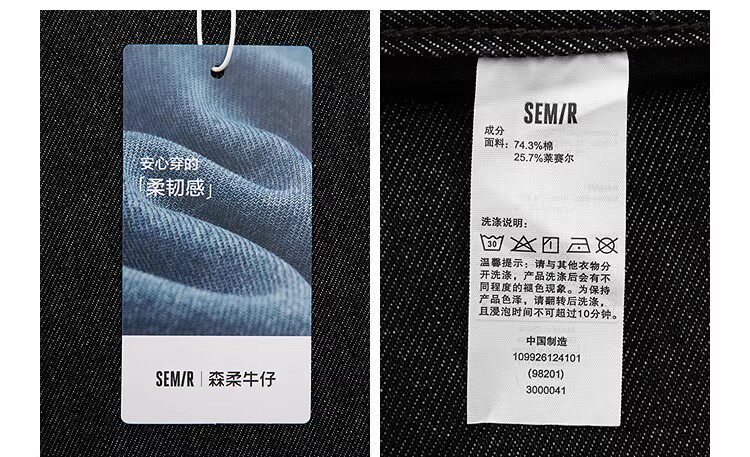 安心穿的
「柔韧感」
SEMIR | 森柔牛仔
SEMIR
成分
面料：74.3%棉
25.7%莱赛尔
洗涤说明：
30
温馨提示：请与其他衣物分
开洗涤，产品洗涤后会有不
同程度的褪色现象。为保持
产品色泽，请翻转后洗涤，
且浸泡时间不可超过10分钟。
中国制造
109926124101
(98201)
3000041